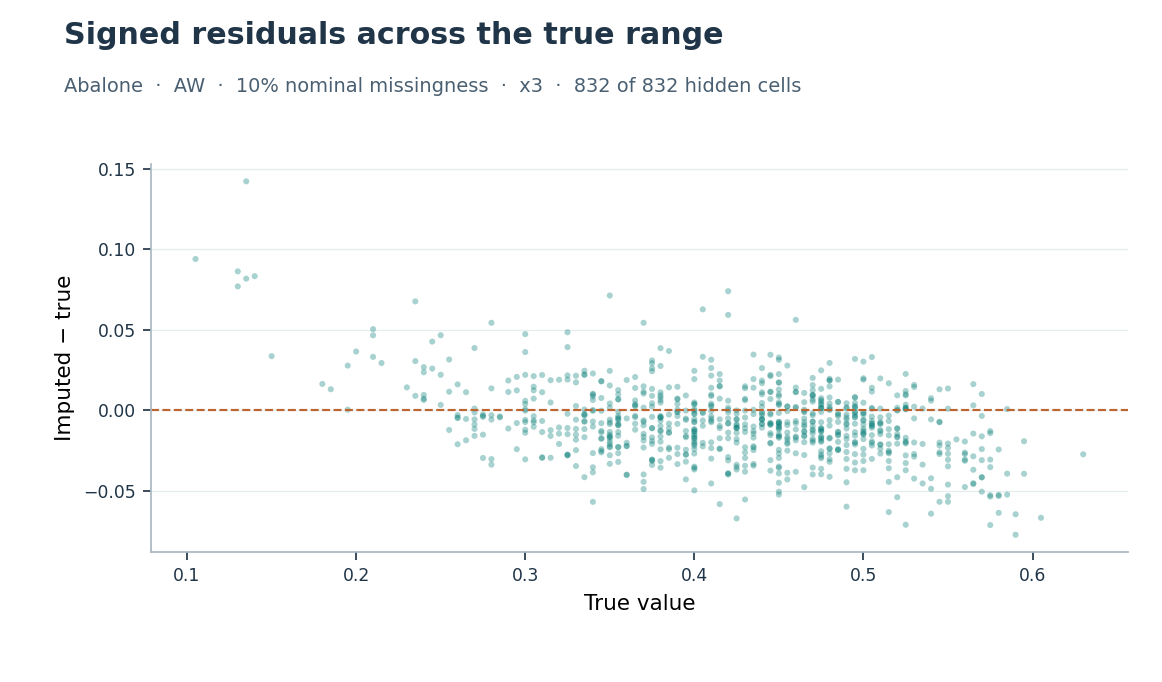 Signed residuals across the true range
Abalone · AW · 10% nominal missingness · x3 · 832 of 832 hidden cells
0.15
0.10
0.05
0.00
−0.05
Imputed − true
0.1 0.2 0.3 0.4 0.5 0.6
True value